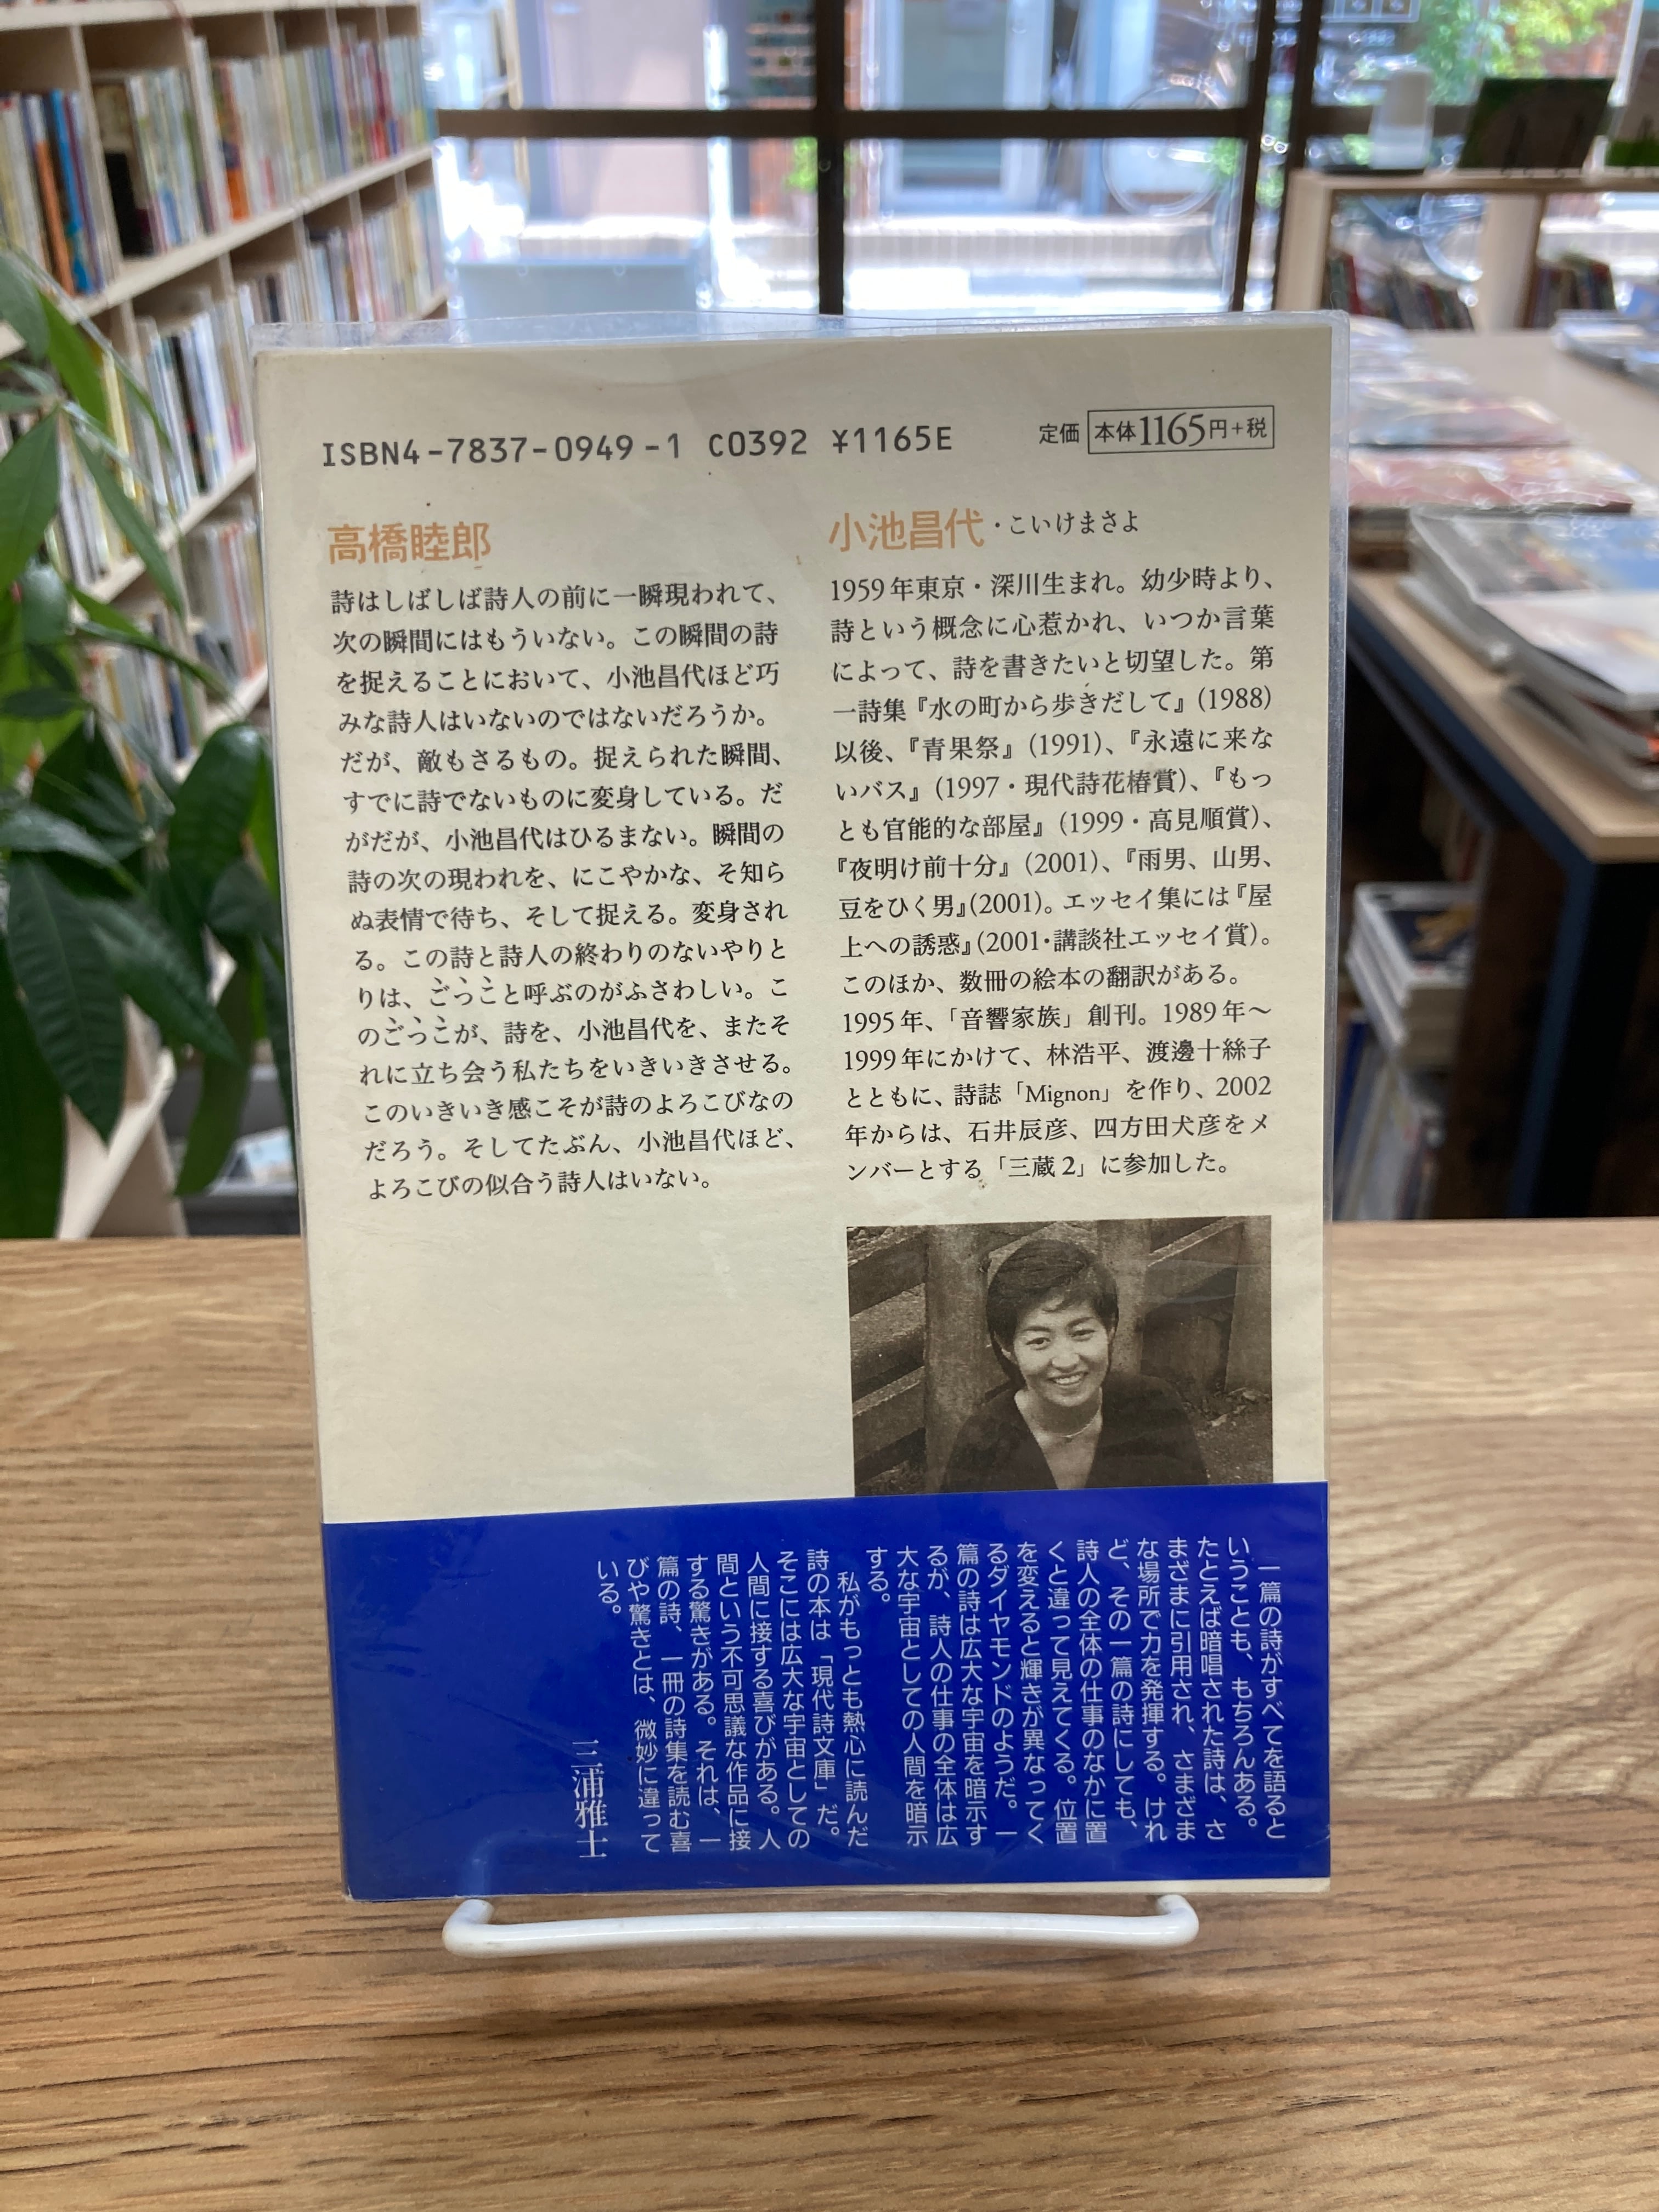 ISBN4-7837-0949-1 C0392 ¥1165E
定価 本体1165円+税
高橋睦郎
詩はしばしば詩人の前に一瞬現われて、
次の瞬間にはもういない。この瞬間の詩
を捉えることにおいて、小池昌代ほど巧
みな詩人はいないのではないだろうか。
だが、敵もさるもの。捉えられた瞬間、
すでに詩でないものに変身している。だ
がだが、小池昌代はひるまない。瞬間の
詩の次の現われを、にこやかな、そ知ら
ぬ表情で待ち、そして捉える。変身され
る。この詩と詩人の終わりのないやりと
りは、ごっこと呼ぶのがふさわしい。こ
のごっこが、詩を、小池昌代を、またそ
れに立ち会う私たちをいきいきさせる。
このいきいき感こそが詩のよろこびなの
だろう。そしてたぶん、小池昌代ほど、
よろこびの似合う詩人はいない。
小池昌代・こいけまさよ
1959年東京・深川生まれ。幼少時より、
詩という概念に心惹かれ、いつか言葉
によって、詩を書きたいと切望した。第
一詩集『水の町から歩きだして』(1988)
以後、『青果祭』(1991)、『永遠に来な
いバス』(1997・現代詩花椿賞)、『もっ
とも官能的な部屋』(1999・高見順賞)、
『夜明け前十分』(2001)、『雨男、山男、
豆をひく男』(2001)。エッセイ集には『屋
上への誘惑』(2001・講談社エッセイ賞)。
このほか、数冊の絵本の翻訳がある。
1995年、「音響家族」創刊。1989年〜
1999年にかけて、林浩平、渡邊十絲子
とともに、詩誌「Mignon」を作り、2002
年からは、石井辰彦、四方田犬彦をメ
ンバーとする「三蔵2」に参加した。
一篇の詩がすべてを語ると
いうことも、もちろんある。
たとえば暗唱された詩は、さ
まざまに引用され、さまざま
な場所で力を発揮する。けれ
ど、その一篇の詩にしても、
詩人の全体の仕事のなかに置
くと違って見えてくる。位置
を変えると輝きが異なってく
るダイヤモンドのようだ。一
篇の詩は広大な宇宙を暗示す
るが、詩人の仕事の全体は広
大な宇宙としての人間を暗示
する。
私がもっとも熱心に読んだ
詩の本は「現代詩文庫」だ。
そこには広大な宇宙としての
人間に接する喜びがある。人
間という不可思議な作品に接
する驚きがある。それは、一
篇の詩、一冊の詩集を読む喜
びや驚きとは、微妙に違って
いる。
三浦雅士